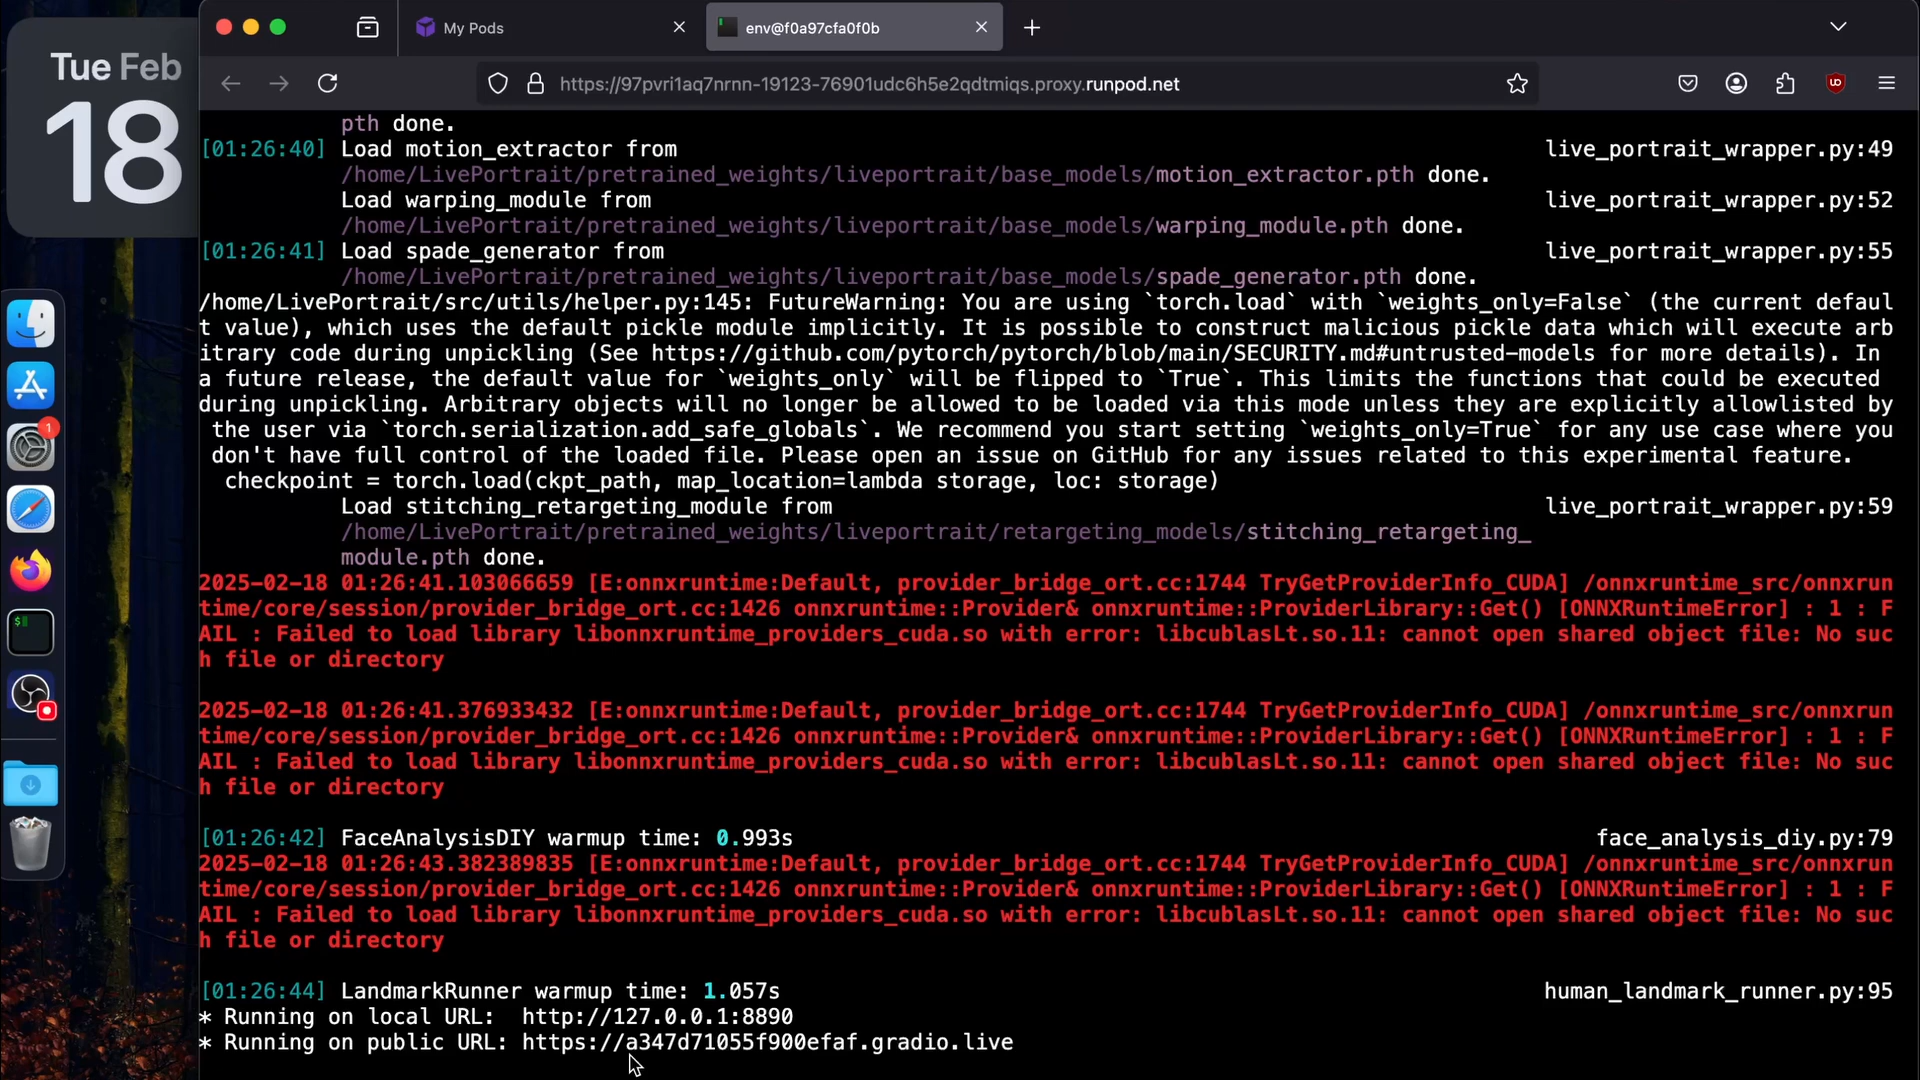 Tue Feb
18
1
My Pods
env@f0a97cfa0f0b
https://97pvri1aq7nrnn-19123-76901udc6h5e2qdtmiqs.proxy.runpod.net
pth done.
[01:26:40] Load motion_extractor from live_portrait_wrapper.py:49
/home/LivePortrait/pretrained_weights/liveportrait/base_models/motion_extractor.pth done.
Load warping_module from live_portrait_wrapper.py:52
/home/LivePortrait/pretrained_weights/liveportrait/base_models/warping_module.pth done.
[01:26:41] Load spade_generator from live_portrait_wrapper.py:55
/home/LivePortrait/pretrained_weights/liveportrait/base_models/spade_generator.pth done.
/home/LivePortrait/src/utils/helper.py:145: FutureWarning: You are using `torch.load` with `weights_only=False` (the current defaul
t value), which uses the default pickle module implicitly. It is possible to construct malicious pickle data which will execute arb
itrary code during unpickling (See https://github.com/pytorch/pytorch/blob/main/SECURITY.md#untrusted-models for more details). In
a future release, the default value for `weights_only` will be flipped to `True`. This limits the functions that could be executed
during unpickling. Arbitrary objects will no longer be allowed to be loaded via this mode unless they are explicitly allowlisted by
the user via `torch.serialization.add_safe_globals`. We recommend you start setting `weights_only=True` for any use case where you
don't have full control of the loaded file. Please open an issue on GitHub for any issues related to this experimental feature.
checkpoint = torch.load(ckpt_path, map_location=lambda storage, loc: storage)
Load stitching_retargeting_module from live_portrait_wrapper.py:59
/home/LivePortrait/pretrained_weights/liveportrait/retargeting_models/stitching_retargeting_
module.pth done.
2025-02-18 01:26:41.103066659 [E:onnxruntime:Default, provider_bridge_ort.cc:1744 TryGetProviderInfo_CUDA] /onnxruntime_src/onnxrun
time/core/session/provider_bridge_ort.cc:1426 onnxruntime::Provider& onnxruntime::ProviderLibrary::Get() [ONNXRuntimeError] : 1 : F
AIL : Failed to load library libonnxruntime_providers_cuda.so with error: libcublasLt.so.11: cannot open shared object file: No suc
h file or directory
2025-02-18 01:26:41.376933432 [E:onnxruntime:Default, provider_bridge_ort.cc:1744 TryGetProviderInfo_CUDA] /onnxruntime_src/onnxrun
time/core/session/provider_bridge_ort.cc:1426 onnxruntime::Provider& onnxruntime::ProviderLibrary::Get() [ONNXRuntimeError] : 1 : F
AIL : Failed to load library libonnxruntime_providers_cuda.so with error: libcublasLt.so.11: cannot open shared object file: No suc
h file or directory
[01:26:42] FaceAnalysisDIY warmup time: 0.993s face_analysis_diy.py:79
2025-02-18 01:26:43.382389835 [E:onnxruntime:Default, provider_bridge_ort.cc:1744 TryGetProviderInfo_CUDA] /onnxruntime_src/onnxrun
time/core/session/provider_bridge_ort.cc:1426 onnxruntime::Provider& onnxruntime::ProviderLibrary::Get() [ONNXRuntimeError] : 1 : F
AIL : Failed to load library libonnxruntime_providers_cuda.so with error: libcublasLt.so.11: cannot open shared object file: No suc
h file or directory
[01:26:44] LandmarkRunner warmup time: 1.057s human_landmark_runner.py:95
* Running on local URL: http://127.0.0.1:8890
* Running on public URL: https://a347d71055f900efaf.gradio.live